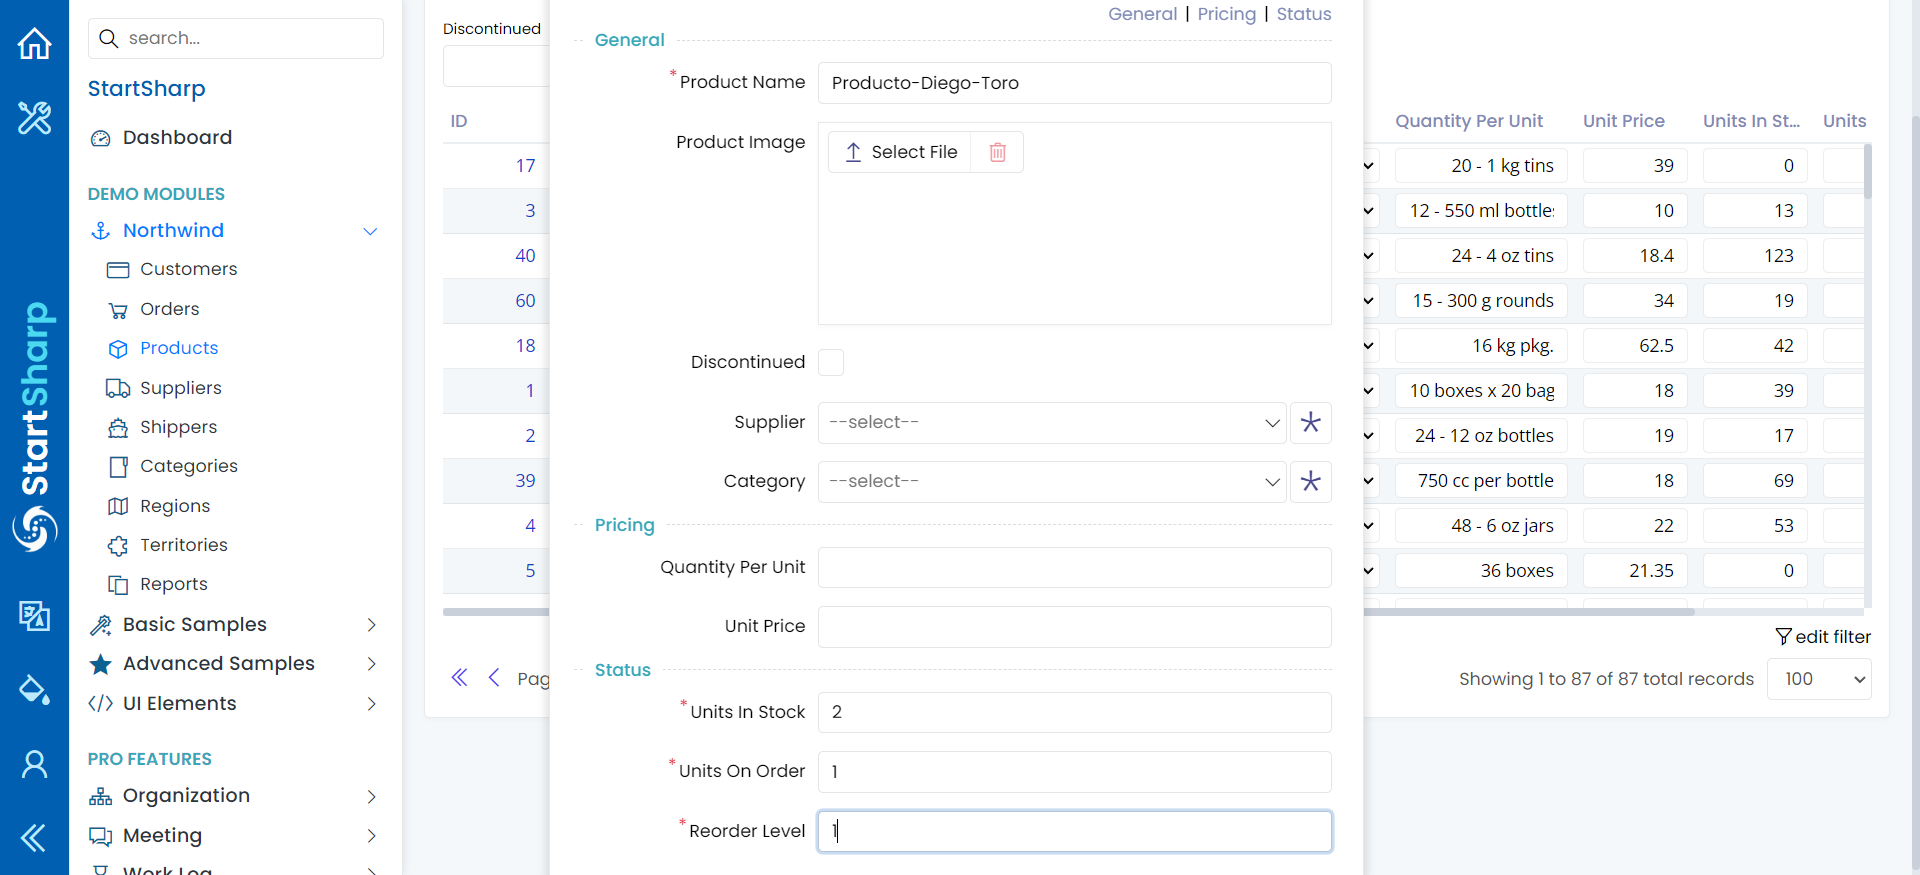 search...
StartSharp
Dashboard
DEMO MODULES
Northwind
Customers
Orders
Products
Suppliers
Shippers
Categories
Regions
Territories
Reports
Basic Samples
Advanced Samples
UI Elements
PRO FEATURES
Organization
Meeting
Work Log
StartSharp
Discontinued
ID
17
3
40
60
18
1
2
39
4
5
Pag
General | Pricing | Status
General
*Product Name Producto-Diego-Toro
Product Image Select File
Discontinued
Supplier --select--
Category --select--
Pricing
Quantity Per Unit
Unit Price
Status
*Units In Stock 2
*Units On Order 1
*Reorder Level 1
Quantity Per Unit Unit Price Units In St... Units
20 - 1 kg tins 39 0
12 - 550 ml bottle 10 13
24 - 4 oz tins 18.4 123
15 - 300 g rounds 34 19
16 kg pkg. 62.5 42
10 boxes x 20 bag 18 39
24 - 12 oz bottles 19 17
750 cc per bottle 18 69
48 - 6 oz jars 22 53
36 boxes 21.35 0
edit filter
Showing 1 to 87 of 87 total records 100